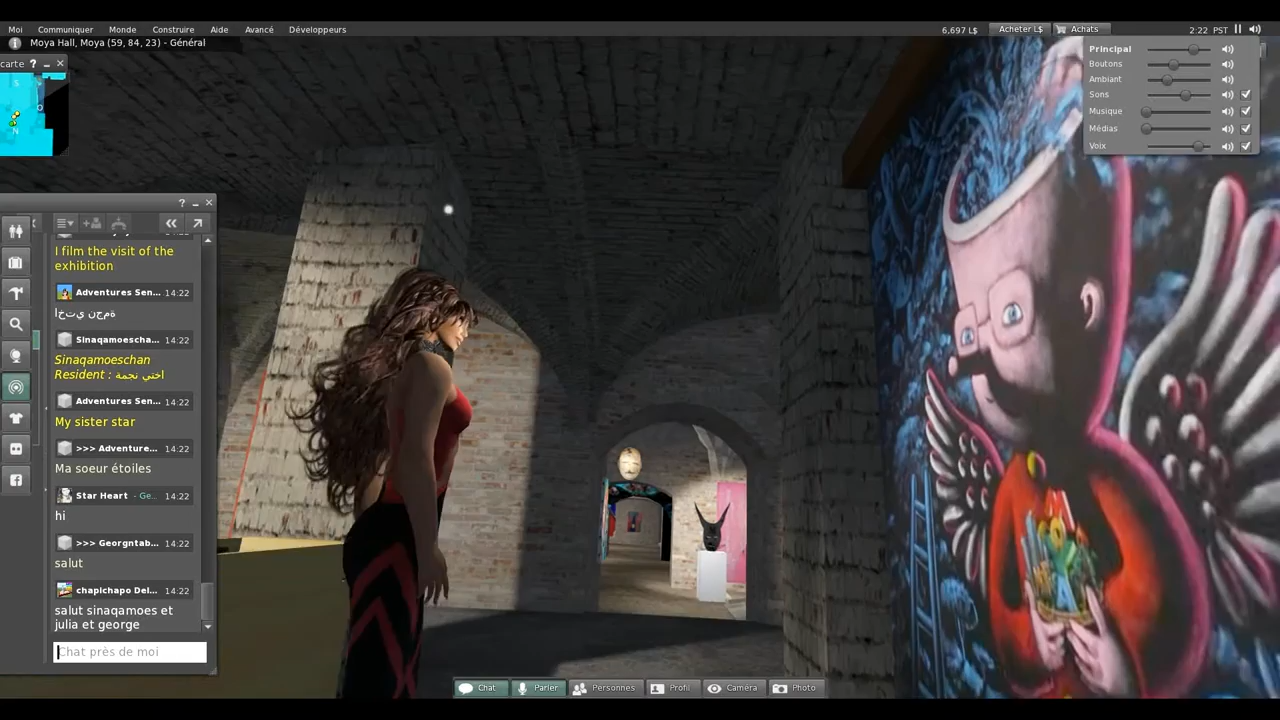 Moi Communiquer Monde Construire Aide Avancé Développeurs
6,697 L$ Acheter L$ Achats 2:22 PST
Moya Hall, Moya (59, 84, 23) - Général
carte ?
S
O
N
Principal
Boutons
Ambiant
Sons
Musique
Médias
Voix
?
I film the visit of the
exhibition
Adventures Sen... 14:22
ةمجن يتخا
Sinaqamoescha... 14:22
Sinaqamoeschan
Resident : اختي نجمة
Adventures Sen... 14:22
My sister star
>>> Adventure... 14:22
Ma soeur étoiles
Star Heart - Ge... 14:22
hi
>>> Georgntab... 14:22
salut
chapichapo Del... 14:22
salut sinaqamoes et
julia et george
Chat près de moi
Chat Parler Personnes Profil Caméra Photo